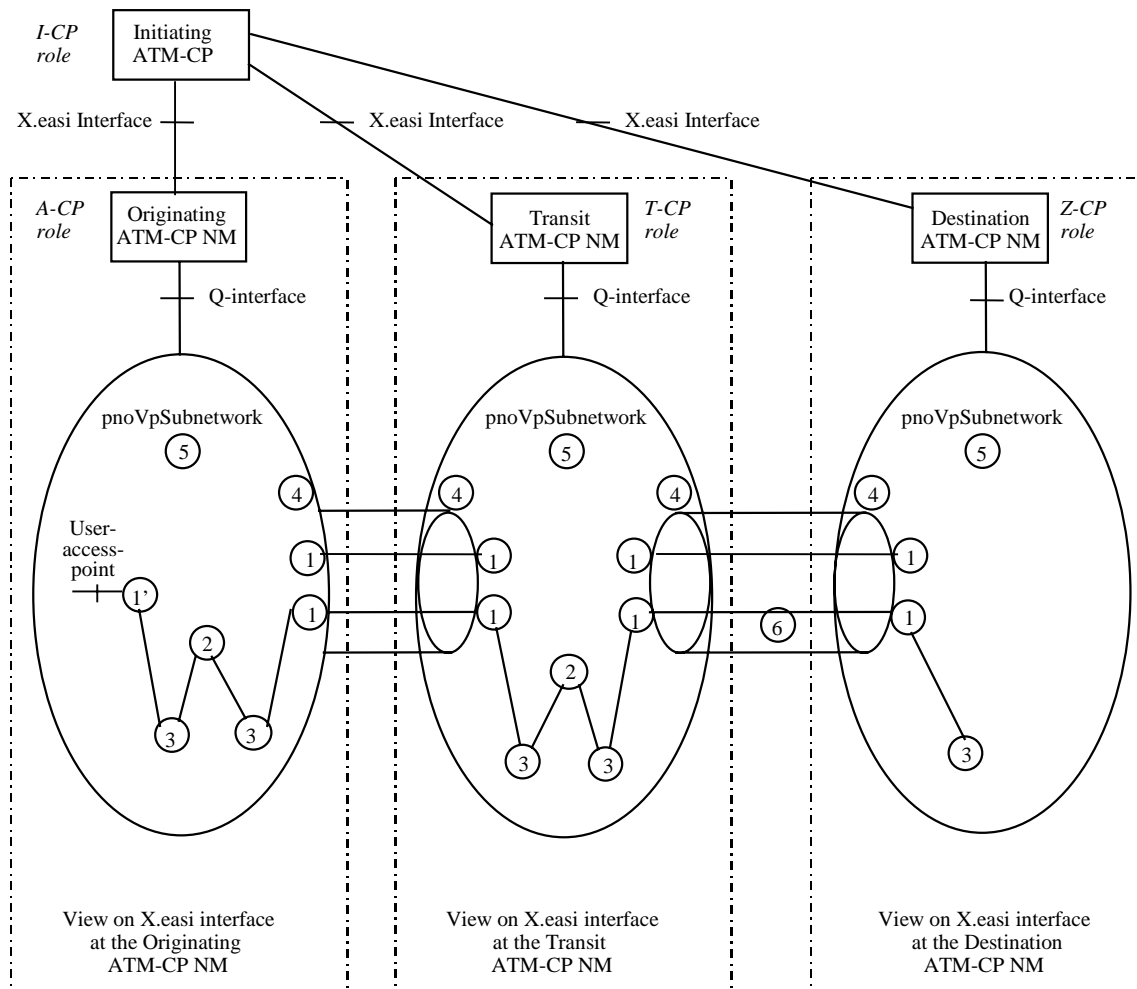 I-CP
role
Initiating
ATM-CP
X.easi Interface
X.easi Interface
X.easi Interface
A-CP
role
Originating
ATM-CP NM
Transit
ATM-CP NM
T-CP
role
Destination
ATM-CP NM
Z-CP
role
Q-interface
Q-interface
Q-interface
pnoVpSubnetwork
pnoVpSubnetwork
pnoVpSubnetwork
5
5
5
4
4
4
4
User-
access-
point
1
1
1
1
1'
1
1
1
1
6
2
2
3
3
3
3
3
View on X.easi interface
at the Originating
ATM-CP NM
View on X.easi interface
at the Transit
ATM-CP NM
View on X.easi interface
at the Destination
ATM-CP NM